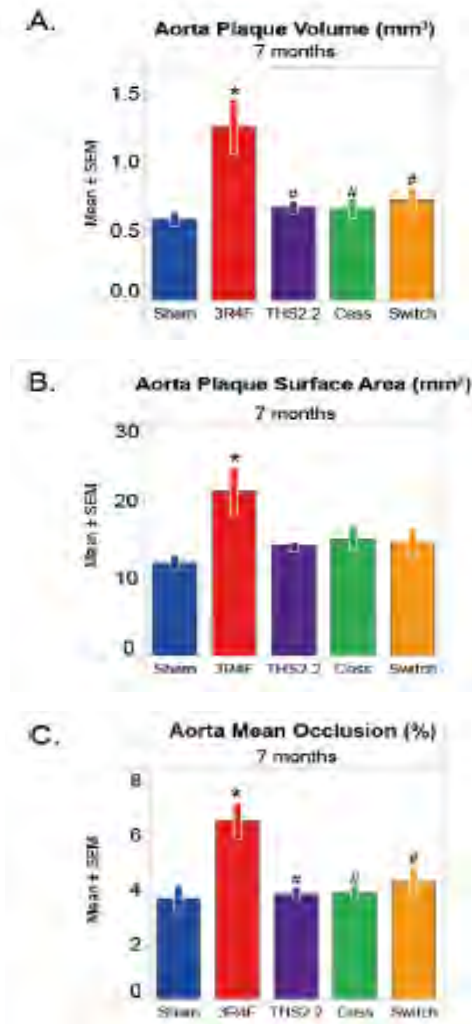 A.
Aorta Plaque Volume (mm³)
7 months
1.5
*
Mean ± SEM
1.0
# # #
0.5
0.0
Sham 3R4F THS2.2 Cess Switch
B.
Aorta Plaque Surface Area (mm²)
7 months
30
*
Mean ± SEM
20
10
0
Sham 3R4F THS2.2 Cess Switch
C.
Aorta Mean Occlusion (%)
7 months
8
*
Mean ± SEM
6
# # #
4
2
0
Sham 3R4F THS2.2 Cess Switch